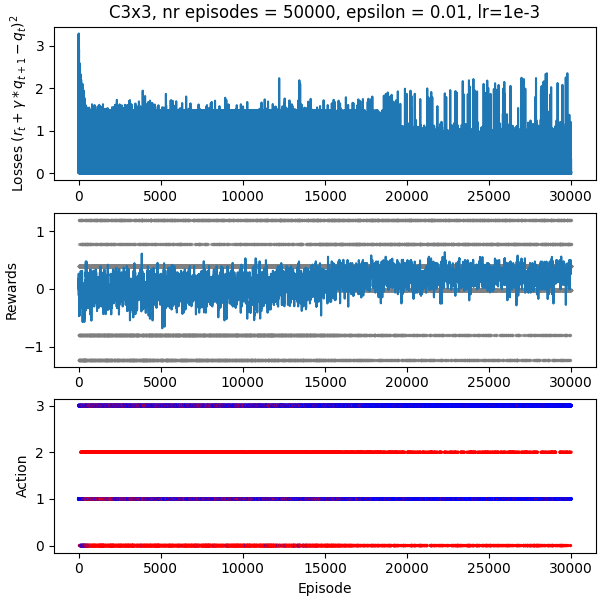 C3x3, nr episodes = 50000, epsilon = 0.01, lr=1e-3
Losses $(r_t + \gamma * q_{t+1} - q_t)^2$
3
2
1
0
0 5000 10000 15000 20000 25000 30000
Rewards
1
0
−1
0 5000 10000 15000 20000 25000 30000
Action
3
2
1
0
0 5000 10000 15000 20000 25000 30000
Episode